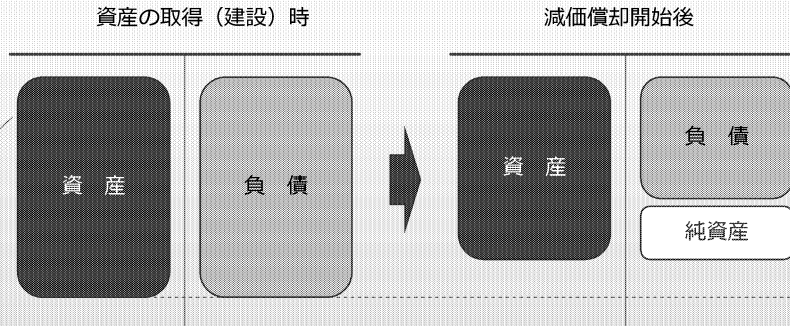 資産の取得（建設）時
減価償却開始後
資　産
負　債
資　産
負　債
純資産